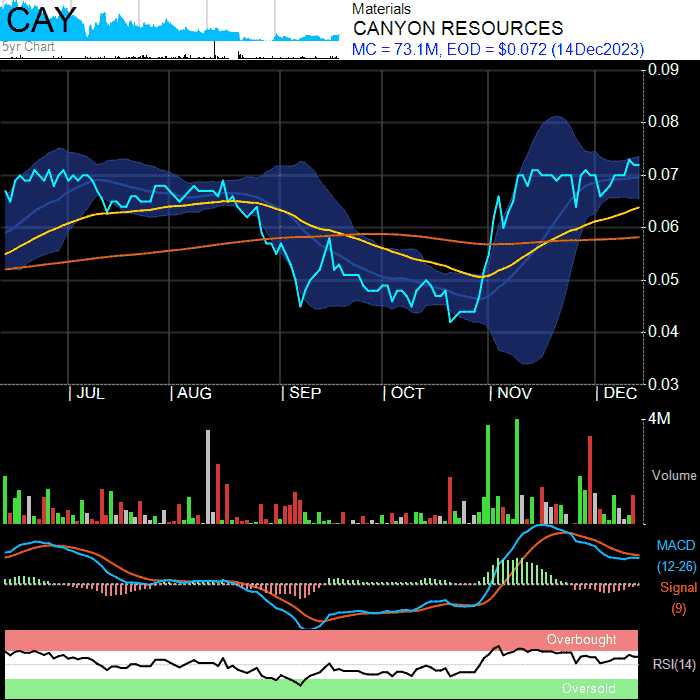 CAY
5yr Chart
Materials
CANYON RESOURCES
MC = 73.1M, EOD = $0.072 (14Dec2023)
0.09
0.08
0.07
0.06
0.05
0.04
0.03
JUL AUG SEP OCT NOV DEC
4M
Volume
MACD
(12-26)
Signal
(9)
Overbought
RSI(14)
Oversold